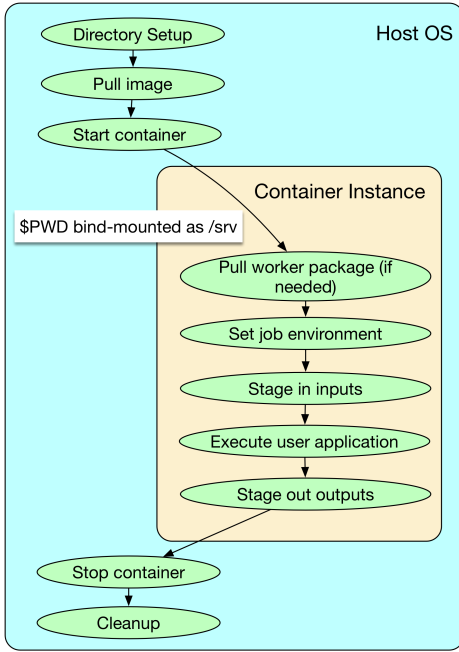 Host OS
Directory Setup
Pull image
Start container
Container Instance
$PWD bind-mounted as /srv
Pull worker package (if
needed)
Set job environment
Stage in inputs
Execute user application
Stage out outputs
Stop container
Cleanup